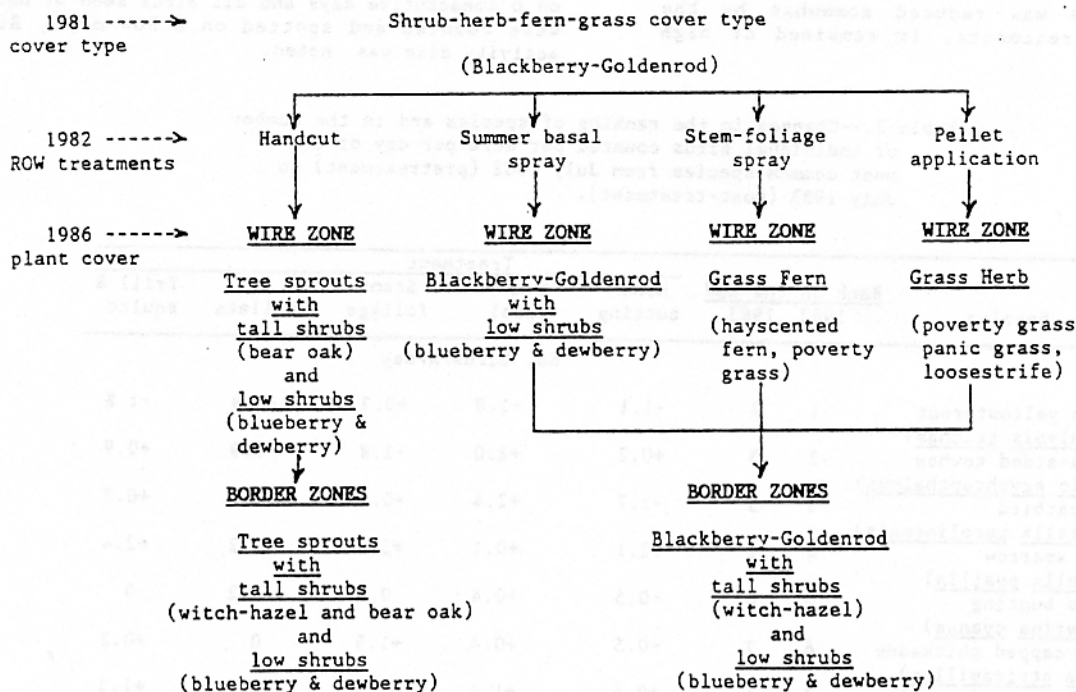 1981 ----> Shrub-herb-fern-grass cover type
cover type
(Blackberry-Goldenrod)
1982 ----> Handcut Summer basal Stem-foliage Pellet
ROW treatments spray spray application
1986 ----> WIRE ZONE WIRE ZONE WIRE ZONE WIRE ZONE
plant cover
Tree sprouts Blackberry-Goldenrod Grass Fern Grass Herb
with with
tall shrubs low shrubs (hayscented (poverty grass,
(bear oak) (blueberry & dewberry) fern, poverty panic grass,
and grass) loosestrife)
low shrubs
(blueberry &
dewberry)
BORDER ZONES BORDER ZONES
Tree sprouts Blackberry-Goldenrod
with with
tall shrubs tall shrubs
(witch-hazel and bear oak) (witch-hazel)
and and
low shrubs low shrubs
(blueberry & dewberry) (blueberry & dewberry)